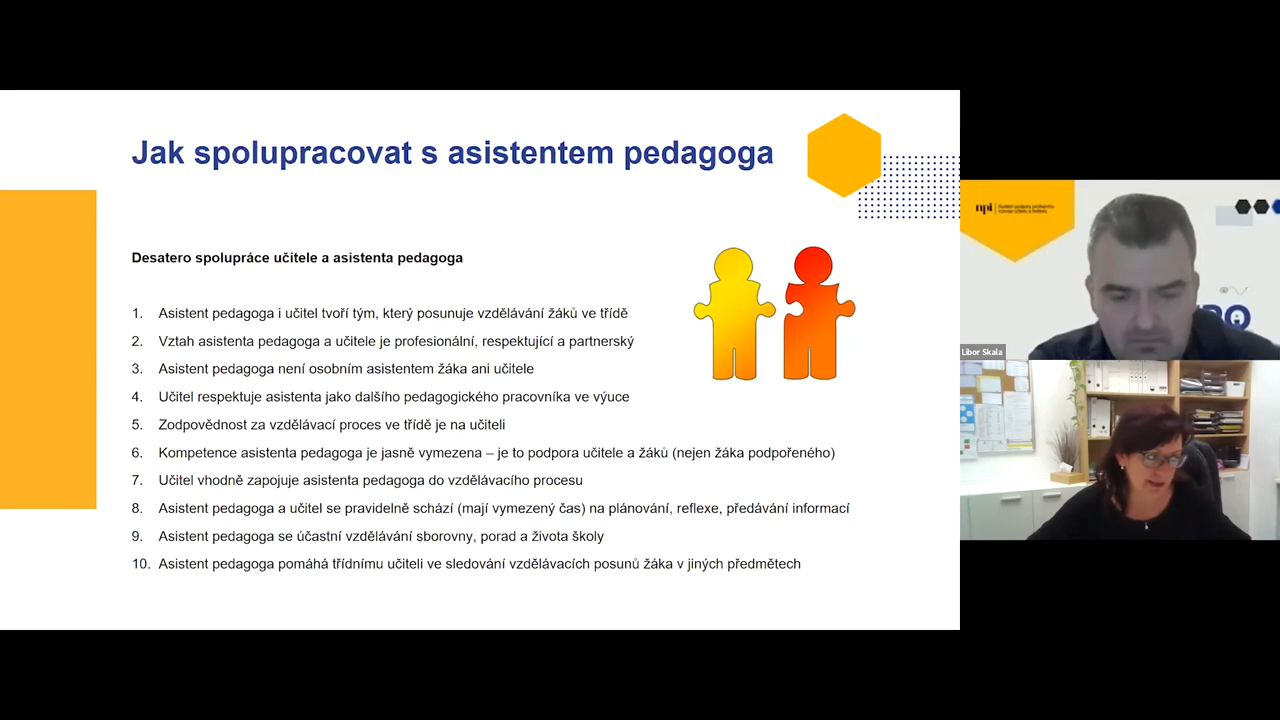 Jak spolupracovat s asistentem pedagoga
Desatero spolupráce učitele a asistenta pedagoga
1. Asistent pedagoga i učitel tvoří tým, který posunuje vzdělávání žáků ve třídě
2. Vztah asistenta pedagoga a učitele je profesionální, respektující a partnerský
3. Asistent pedagoga není osobním asistentem žáka ani učitele
4. Učitel respektuje asistenta jako dalšího pedagogického pracovníka ve výuce
5. Zodpovědnost za vzdělávací proces ve třídě je na učiteli
6. Kompetence asistenta pedagoga je jasně vymezena – je to podpora učitele a žáků (nejen žáka podpořeného)
7. Učitel vhodně zapojuje asistenta pedagoga do vzdělávacího procesu
8. Asistent pedagoga a učitel se pravidelně schází (mají vymezený čas) na plánování, reflexe, předávání informací
9. Asistent pedagoga se účastní vzdělávání sborovny, porad a života školy
10. Asistent pedagoga pomáhá třídnímu učiteli ve sledování vzdělávacích posunů žáka v jiných předmětech
npi
Libor Skala